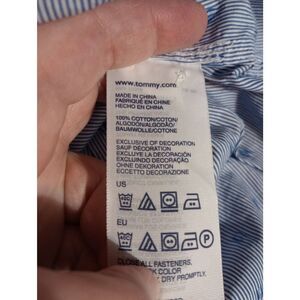 www.tommy.com
MADE IN CHINA
FABRIQUÉ EN CHINE
HECHO EN CHINA
100% COTTON/COTON/
ALGODÓN/ALGODÃO/
BAUMWOLLE/COTONE
EXCLUSIVE OF DECORATION
SAUF DÉCORATION
EXCLUYE LA DECORACIÓN
EXCLUINDO DECORAÇÃO
OHNE DEKORATION
ECCETTO DECORAZIONE
US
EU
CLOSE ALL FASTENERS,
COLOR
DRY PROMPTLY.